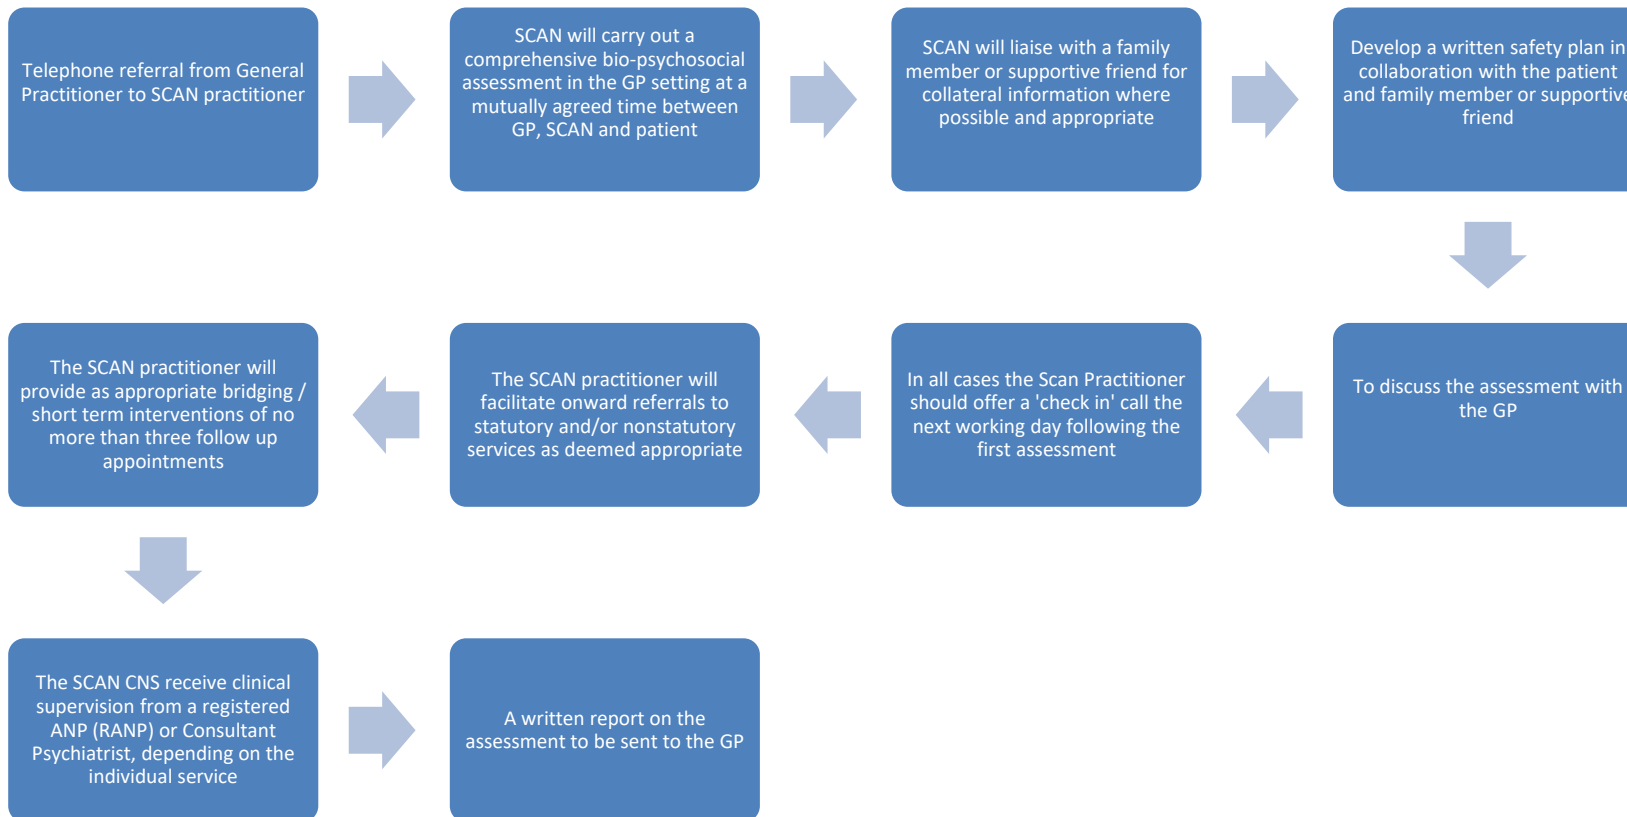 Telephone referral from General
Practitioner to SCAN practitioner
SCAN will carry out a
comprehensive bio-psychosocial
assessment in the GP setting at a
mutually agreed time between
GP, SCAN and patient
SCAN will liaise with a family
member or supportive friend for
collateral information where
possible and appropriate
Develop a written safety plan in
collaboration with the patient
and family member or supportive
friend
To discuss the assessment with
the GP
In all cases the Scan Practitioner
should offer a 'check in' call the
next working day following the
first assessment
The SCAN practitioner will
facilitate onward referrals to
statutory and/or nonstatutory
services as deemed appropriate
The SCAN practitioner will
provide as appropriate bridging /
short term interventions of no
more than three follow up
appointments
The SCAN CNS receive clinical
supervision from a registered
ANP (RANP) or Consultant
Psychiatrist, depending on the
individual service
A written report on the
assessment to be sent to the GP